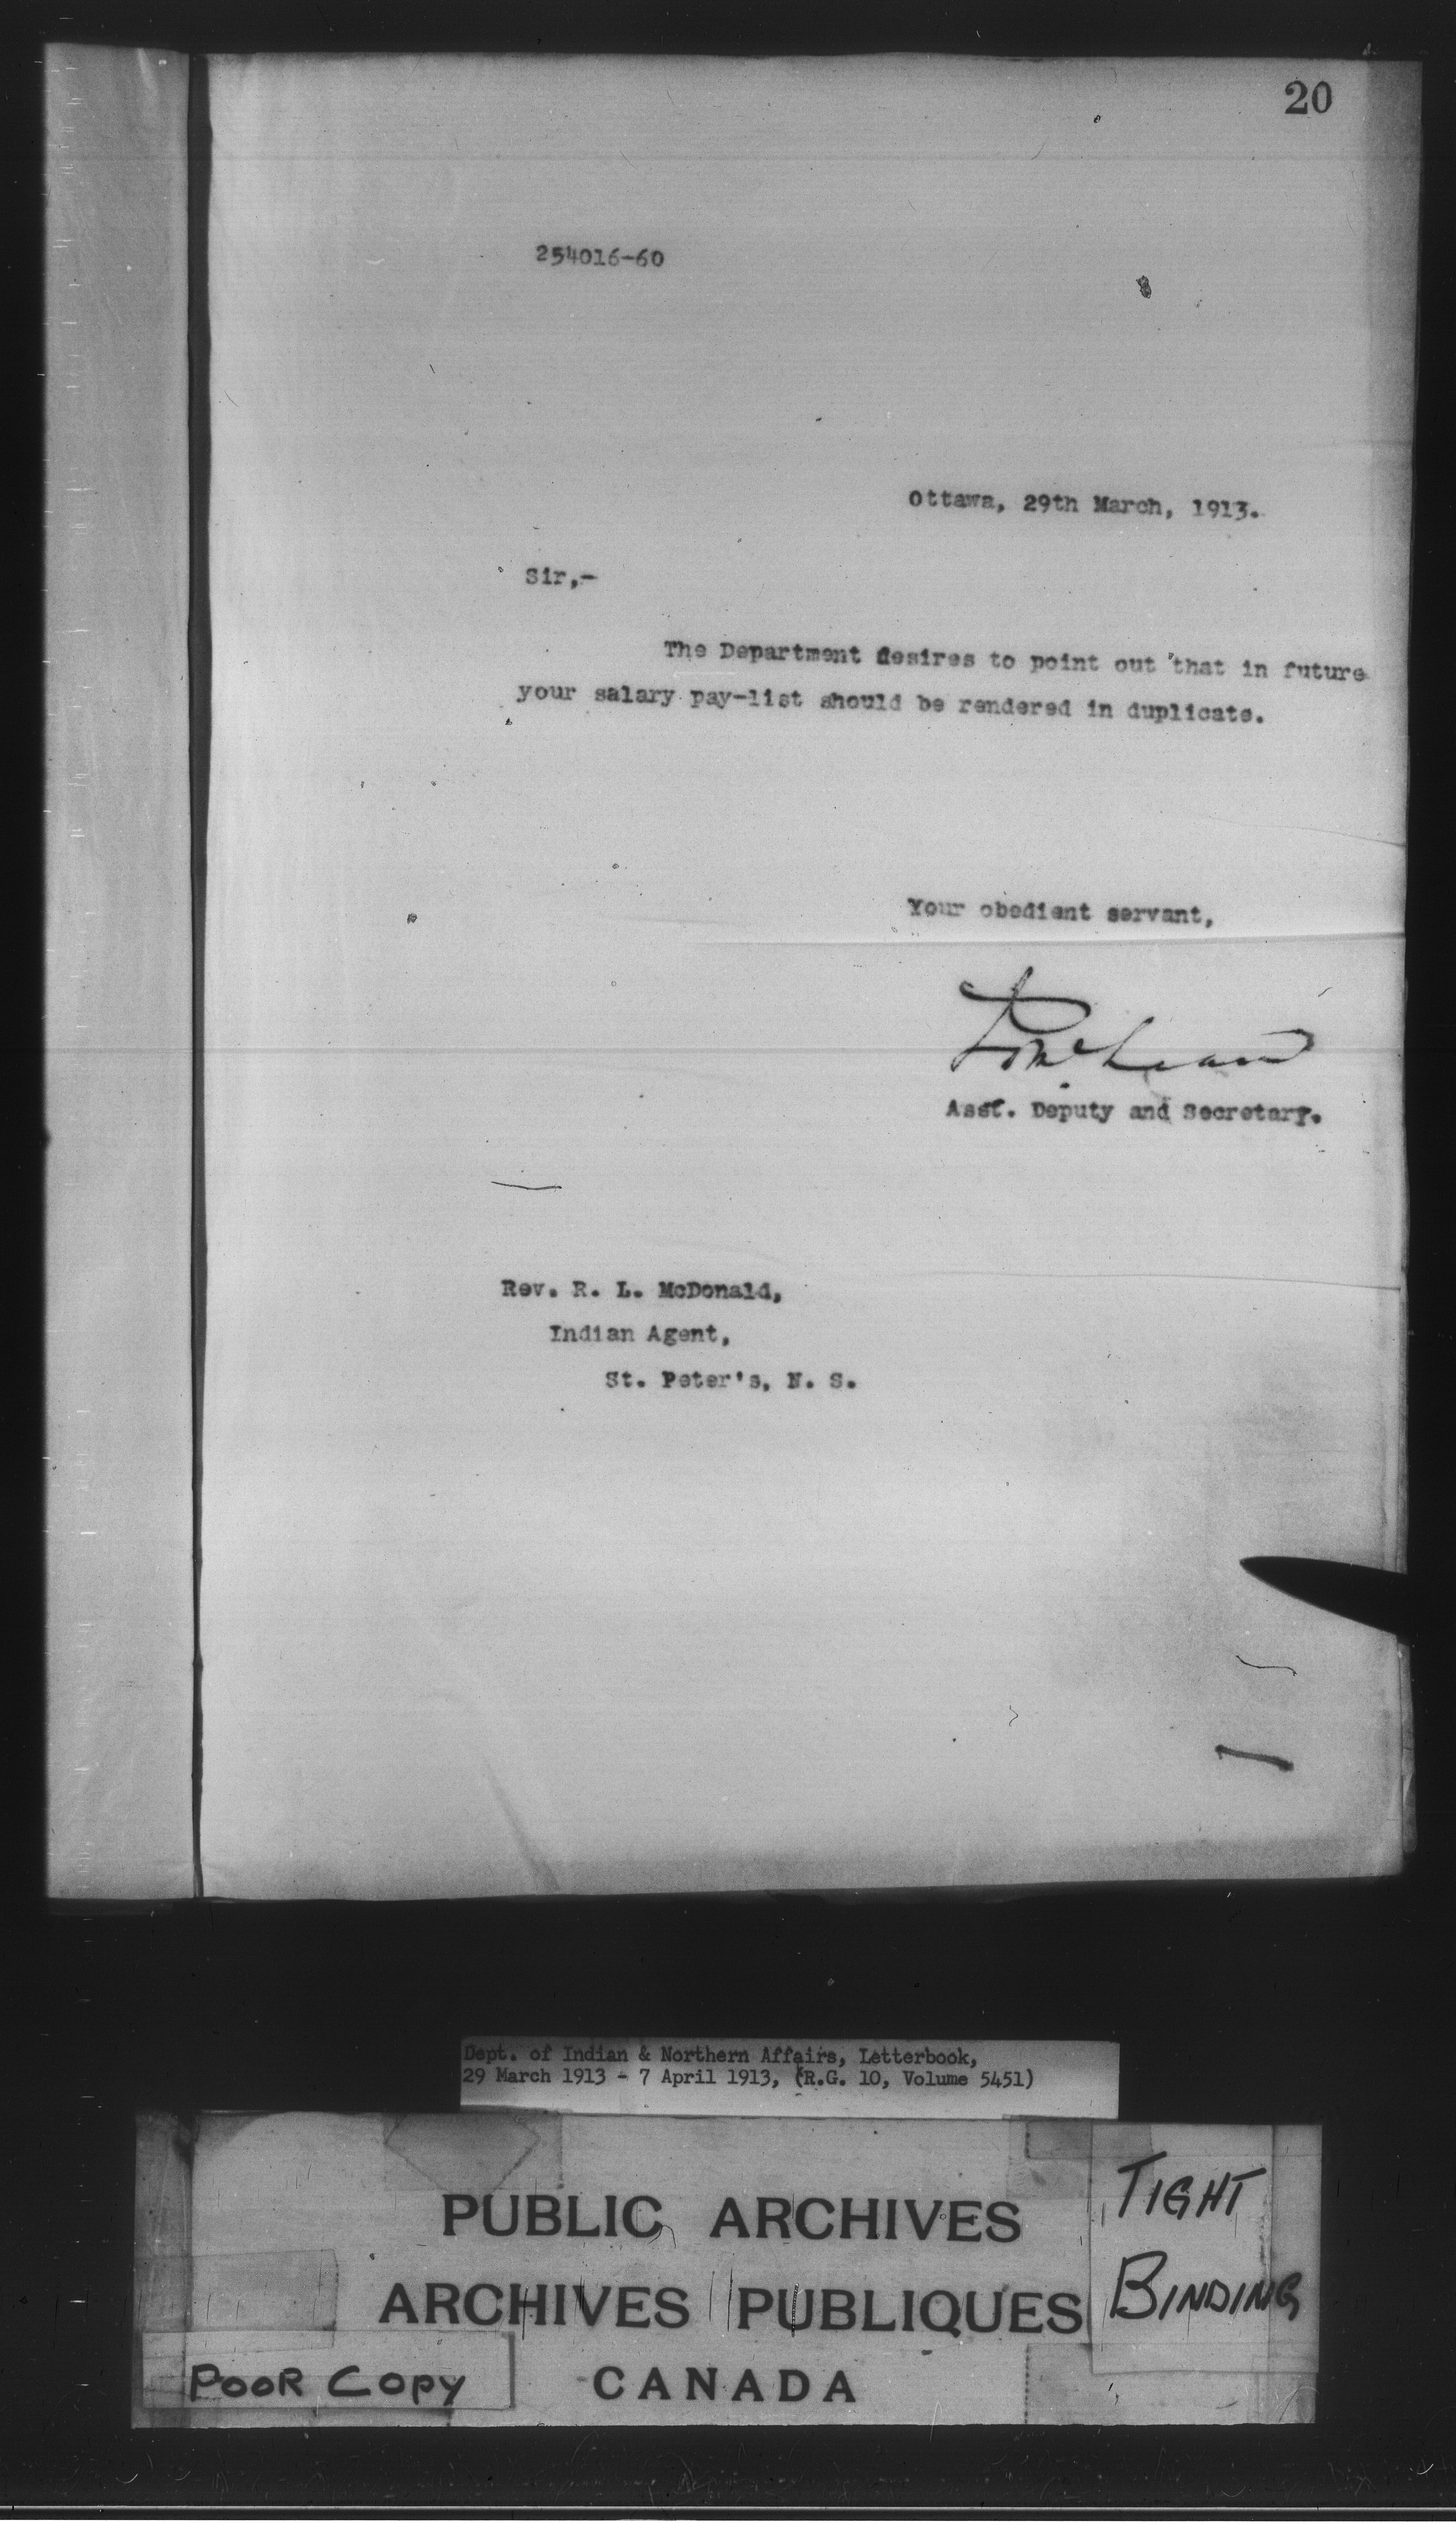 20
254016-60
Ottawa, 29th March, 1913.
Sir,-
The Department desires to point out that in future
your salary pay-list should be rendered in duplicate.
Your obedient servant,
McLean
Asst. Deputy and Secretary.
Rev. R. L. McDonald,
Indian Agent,
St. Peter's, N. S.
Dept. of Indian & Northern Affairs, Letterbook,
29 March 1913 - 7 April 1913, (R.G. 10, Volume 5451)
PUBLIC ARCHIVES
ARCHIVES PUBLIQUES
CANADA
TIGHT
BINDING
POOR COPY